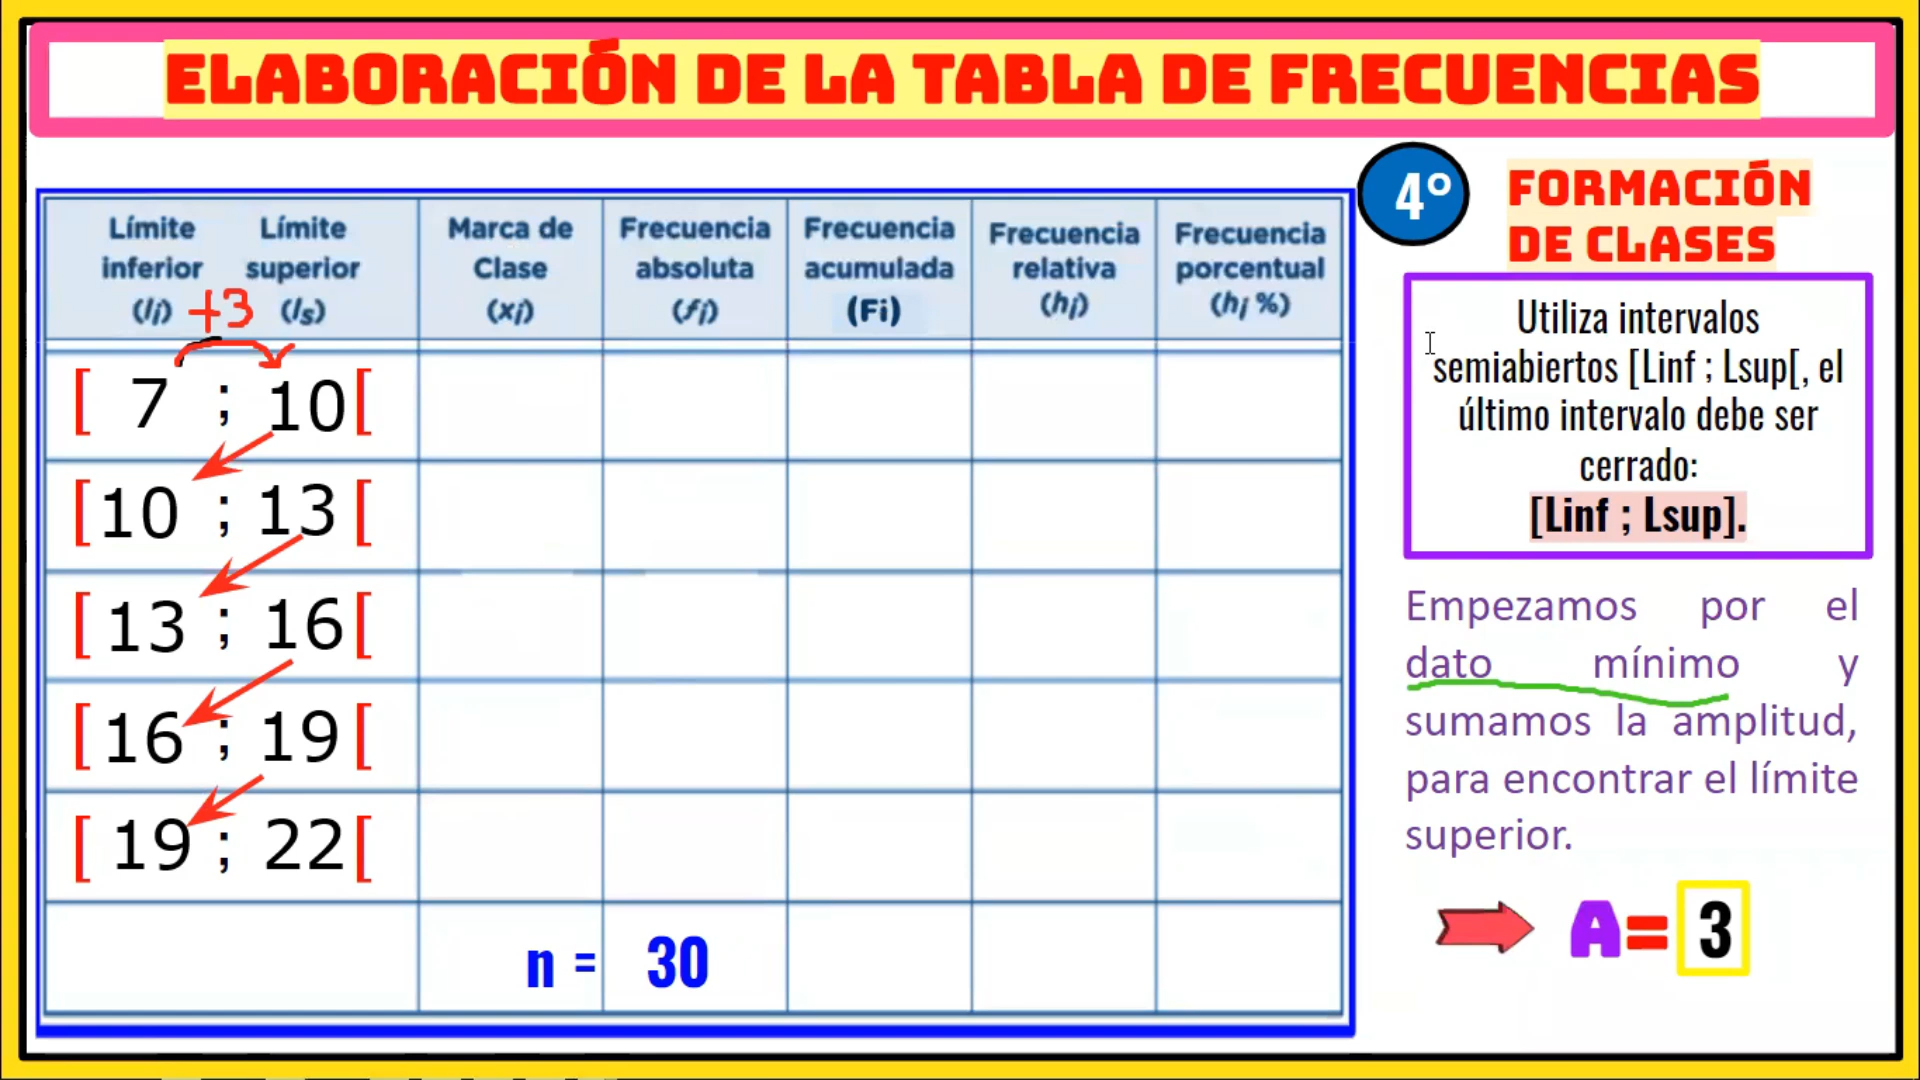 ELABORACIÓN DE LA TABLA DE FRECUENCIAS
4º
FORMACIÓN
DE CLASES
Límite inferior (li)
Límite superior (ls)
Marca de Clase (xi)
Frecuencia absoluta (fi)
Frecuencia acumulada (Fi)
Frecuencia relativa (hi)
Frecuencia porcentual (hi %)
+3
[ 7 ; 10[
[10 ; 13[
[13 ; 16[
[16 ; 19[
[19 ; 22[
n = 30
Utiliza intervalos
semiabiertos [Linf ; Lsup[, el
último intervalo debe ser
cerrado:
[Linf ; Lsup].
Empezamos por el
dato mínimo y
sumamos la amplitud,
para encontrar el límite
superior.
A= 3